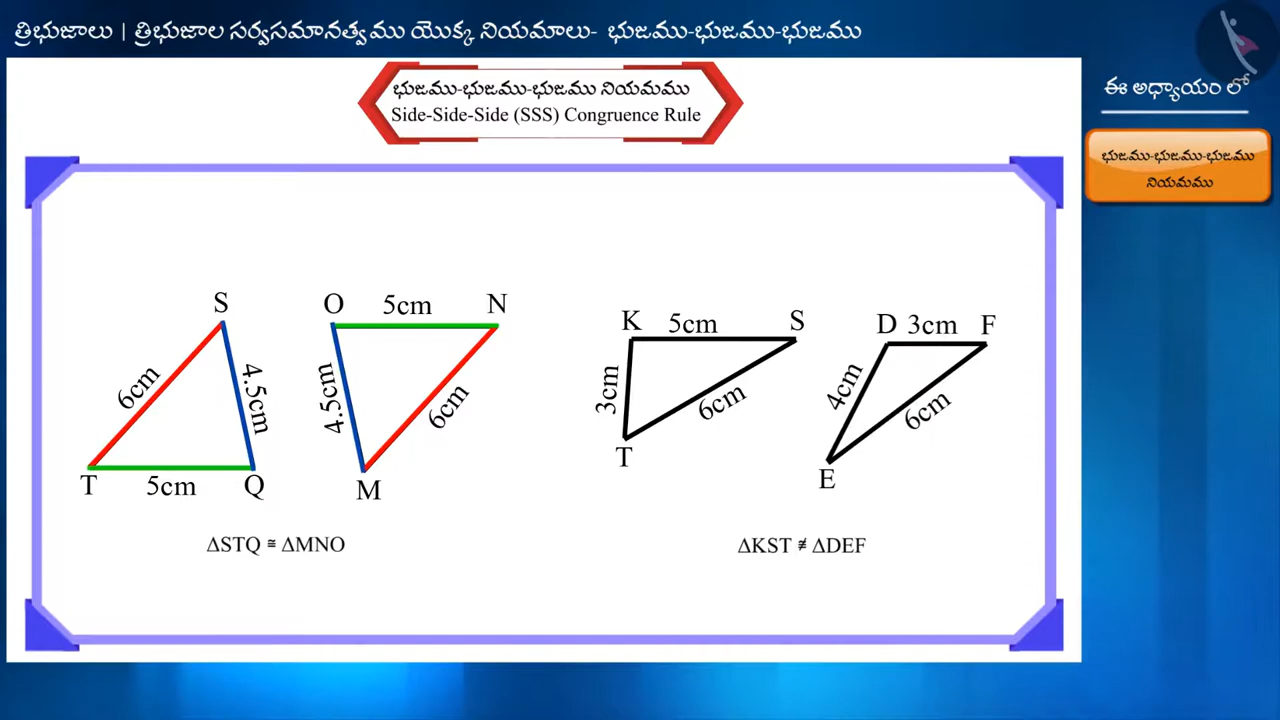 త్రిభుజాలు | త్రిభుజాల సర్వసమానత్వము యొక్క నియమాలు- భుజము-భుజము-భుజము
ఈ అధ్యాయం లో
భుజము-భుజము-భుజము
నియమము
భుజము-భుజము-భుజము నియమము
Side-Side-Side (SSS) Congruence Rule
S
6cm
4.5cm
T
5cm
Q
O
5cm
N
4.5cm
6cm
M
ΔSTQ ≅ ΔMNO
K
5cm
S
3cm
6cm
T
D
3cm
F
4cm
6cm
E
ΔKST ≇ ΔDEF